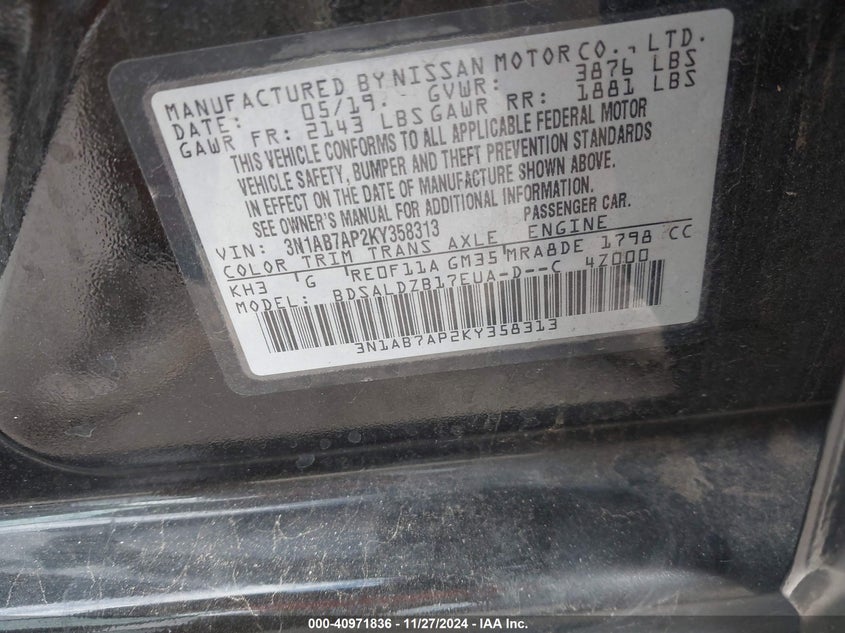 MANUFACTURED BY NISSAN MOTOR CO., LTD.
DATE: 05/19. GVWR: 3876 LBS
GAWR FR: 2143 LBS GAWR RR: 1881 LBS
THIS VEHICLE CONFORMS TO ALL APPLICABLE FEDERAL MOTOR
VEHICLE SAFETY, BUMPER AND THEFT PREVENTION STANDARDS
IN EFFECT ON THE DATE OF MANUFACTURE SHOWN ABOVE.
SEE OWNER'S MANUAL FOR ADDITIONAL INFORMATION.
VIN: 3N1AB7AP2KY358313 PASSENGER CAR.
COLOR TRIM TRANS AXLE ENGINE
KH3 G RE0F11A GM35 MRA8DE 1798 CC
MODEL: BDSALDZB17EUA-D--C 4Z000
3N1AB7AP2KY358313
000-40971836 - 11/27/2024 - IAAI.COM